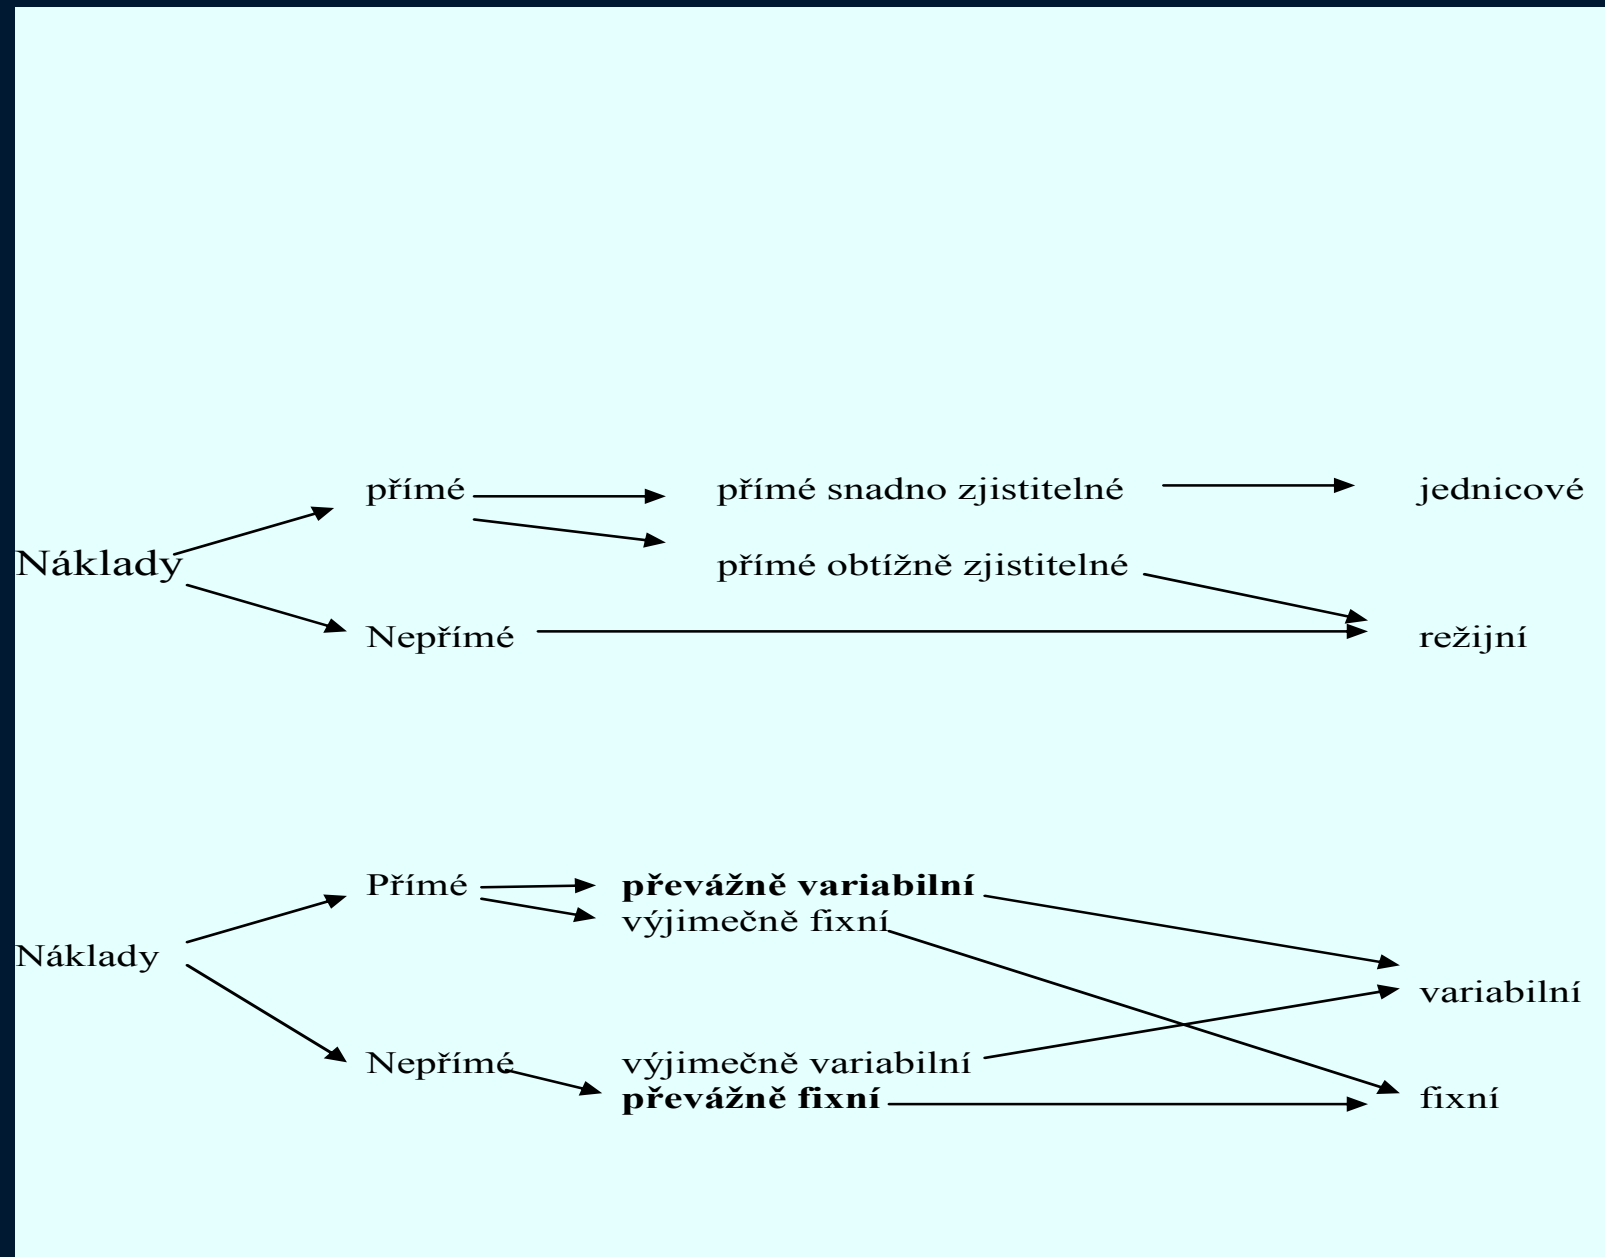 přímé přímé snadno zjistitelné jednicové
Náklady přímé obtížně zjistitelné
Nepřímé režijní
Přímé převážně variabilní
výjimečně fixní
Náklady
variabilní
Nepřímé výjimečně variabilní
převážně fixní fixní